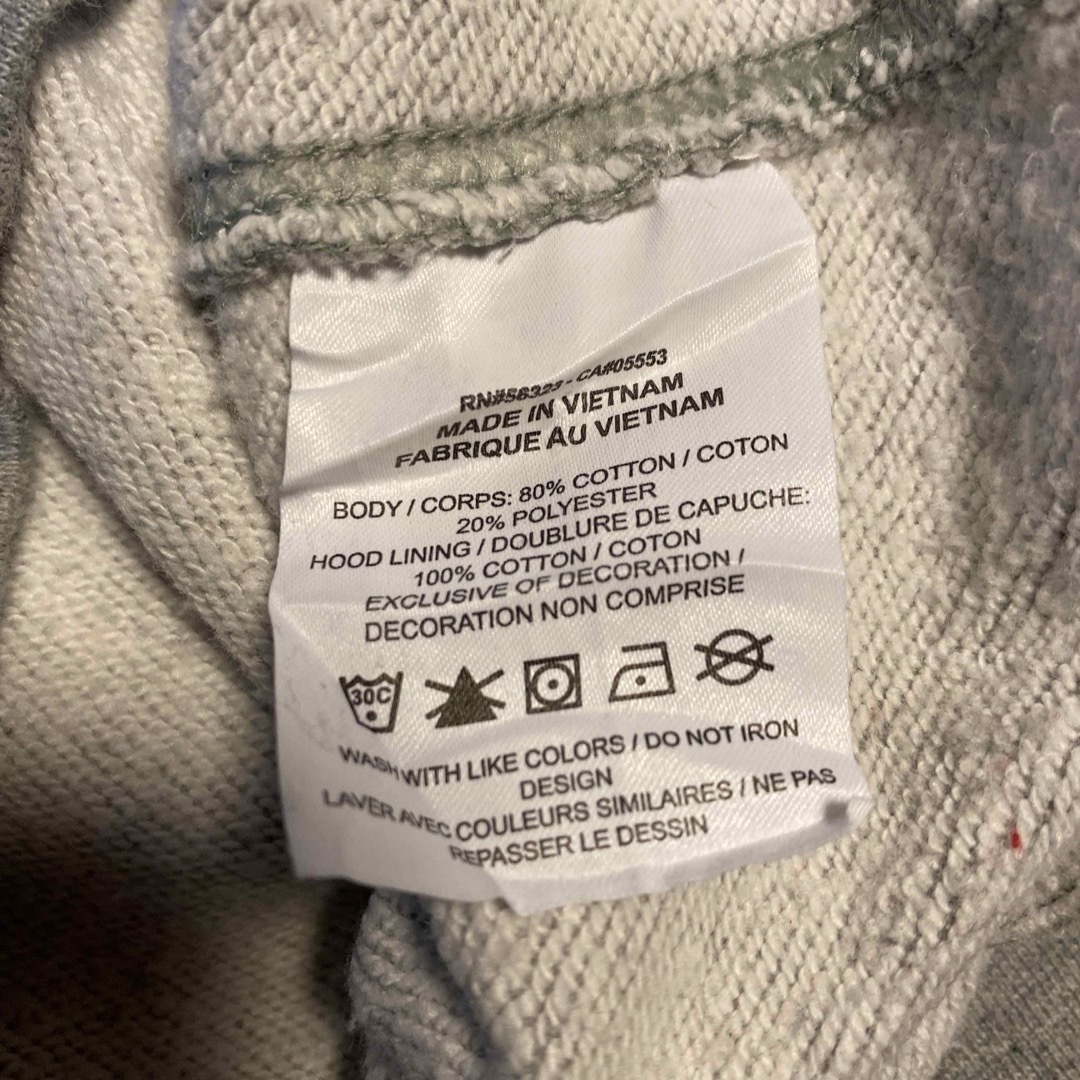 RN#56323 - CA#05553
MADE IN VIETNAM
FABRIQUE AU VIETNAM
BODY / CORPS: 80% COTTON / COTON
20% POLYESTER
HOOD LINING / DOUBLURE DE CAPUCHE:
100% COTTON / COTON
EXCLUSIVE OF DECORATION /
DECORATION NON COMPRISE
30C
WASH WITH LIKE COLORS / DO NOT IRON
DESIGN
LAVER AVEC COULEURS SIMILAIRES / NE PAS
REPASSER LE DESSIN